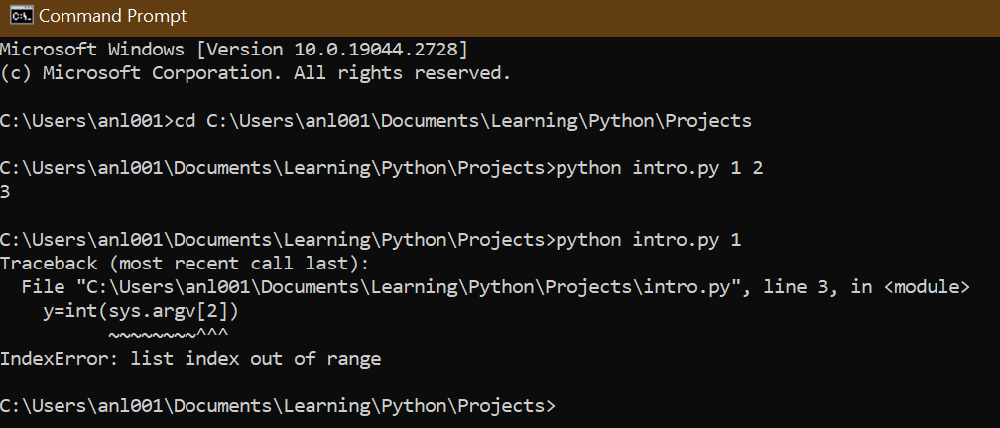 Command Prompt
Microsoft Windows [Version 10.0.19044.2728]
(c) Microsoft Corporation. All rights reserved.
C:\Users\anl001>cd C:\Users\anl001\Documents\Learning\Python\Projects
C:\Users\anl001\Documents\Learning\Python\Projects>python intro.py 1 2
3
C:\Users\anl001\Documents\Learning\Python\Projects>python intro.py 1
Traceback (most recent call last):
  File "C:\Users\anl001\Documents\Learning\Python\Projects\intro.py", line 3, in <module>
    y=int(sys.argv[2])
          ~~~~~~~~^^^
IndexError: list index out of range
C:\Users\anl001\Documents\Learning\Python\Projects>